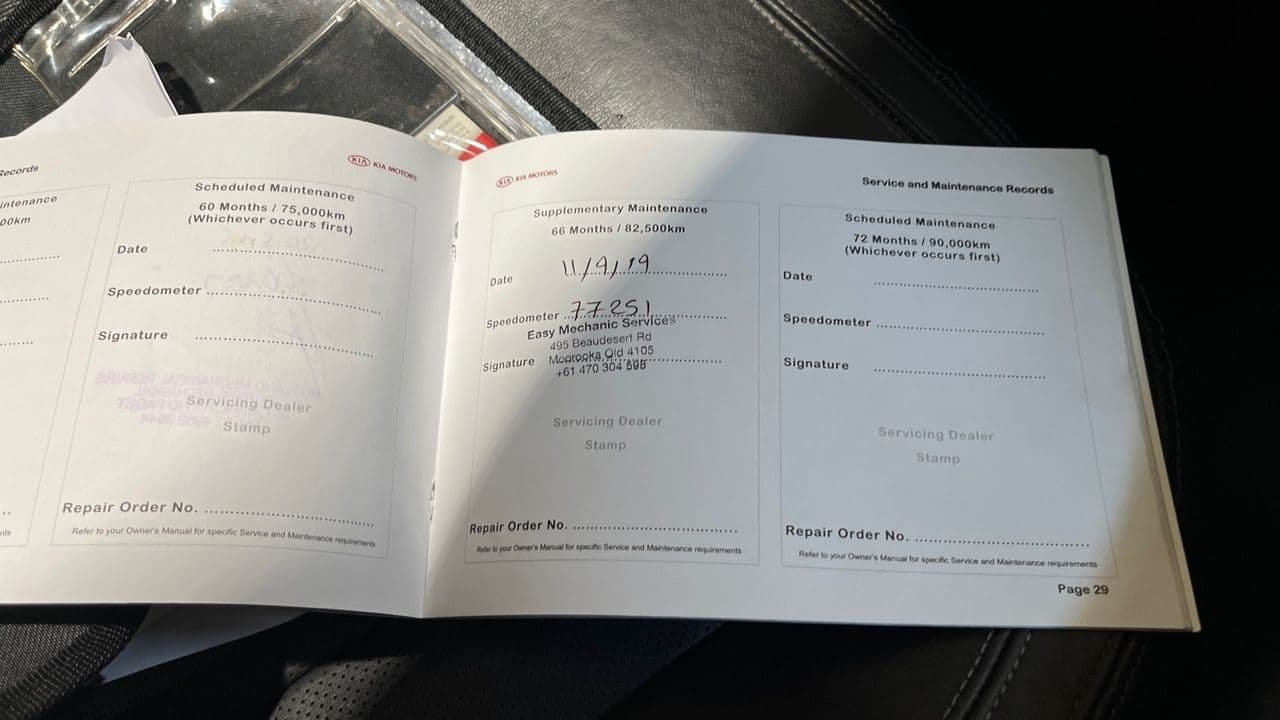 Records
intenance
00km
nts
KIA KIA MOTORS
Scheduled Maintenance
60 Months / 75,000km
(Whichever occurs first)
Date
Speedometer
Signature
Servicing Dealer
Stamp
Repair Order No.
Refer to your Owner's Manual for specific Service and Maintenance requirements
KIA KIA MOTORS
Service and Maintenance Records
Supplementary Maintenance
66 Months / 82,500km
Date 11/9/19
Speedometer 77251
Easy Mechanic Services
495 Beaudesert Rd
Signature Moorooka Qld 4105
+61 470 304
Servicing Dealer
Stamp
Repair Order No.
Refer to your Owner's Manual for specific Service and Maintenance requirements
Scheduled Maintenance
72 Months / 90,000km
(Whichever occurs first)
Date
Speedometer
Signature
Servicing Dealer
Stamp
Repair Order No.
Refer to your Owner's Manual for specific Service and Maintenance requirements
Page 29